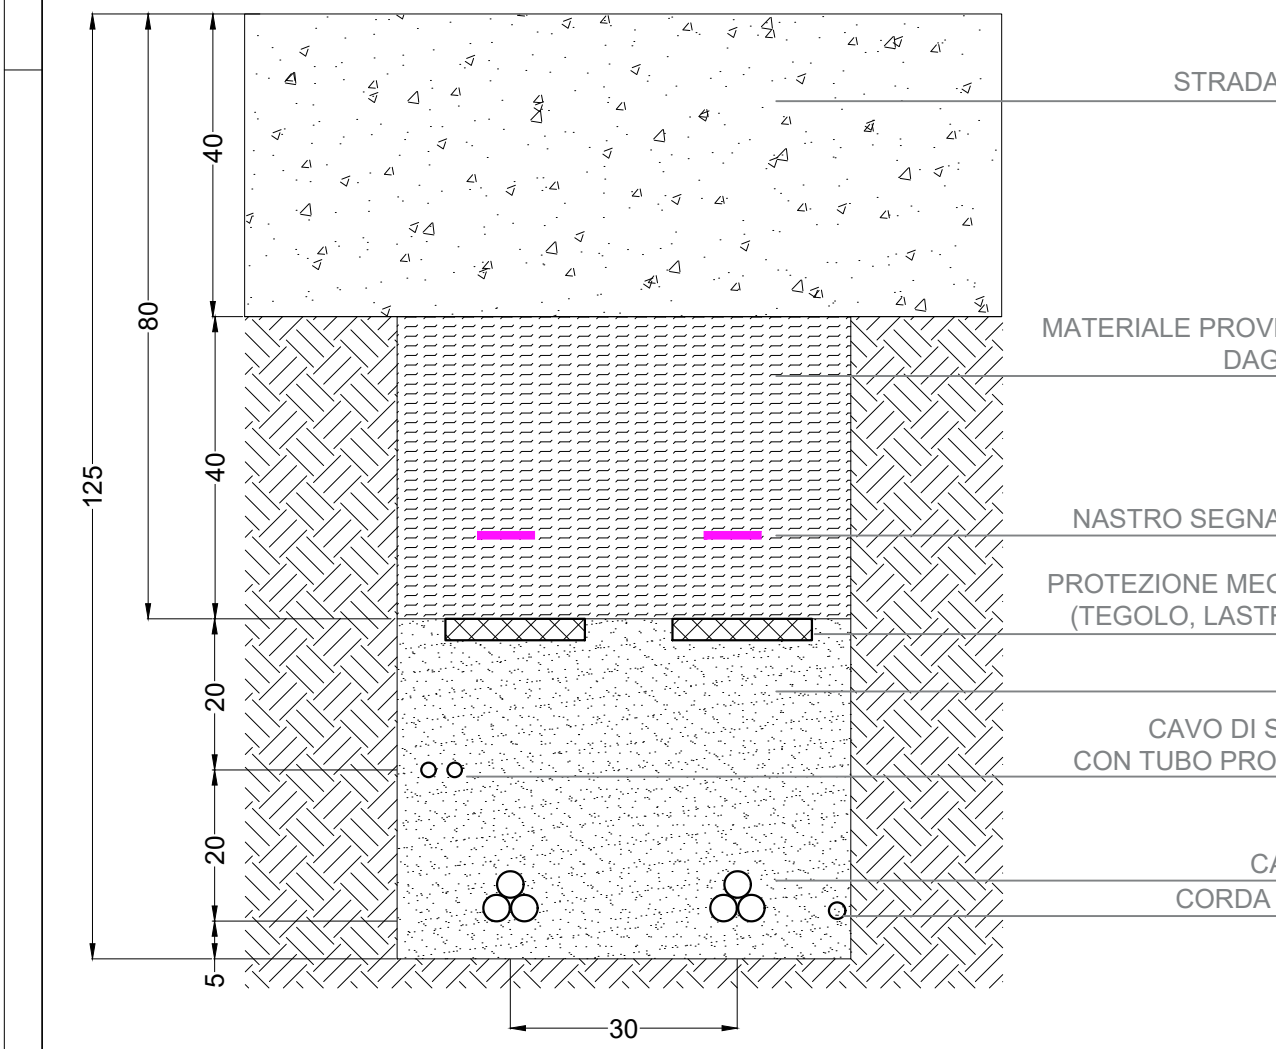 STRADA
40
80
MATERIALE PROV
DAG
125
40
NASTRO SEGNA
PROTEZIONE MEC
(TEGOLO, LASTR
20
CAVO DI S
CON TUBO PRO
20
CA
CORDA
5
30